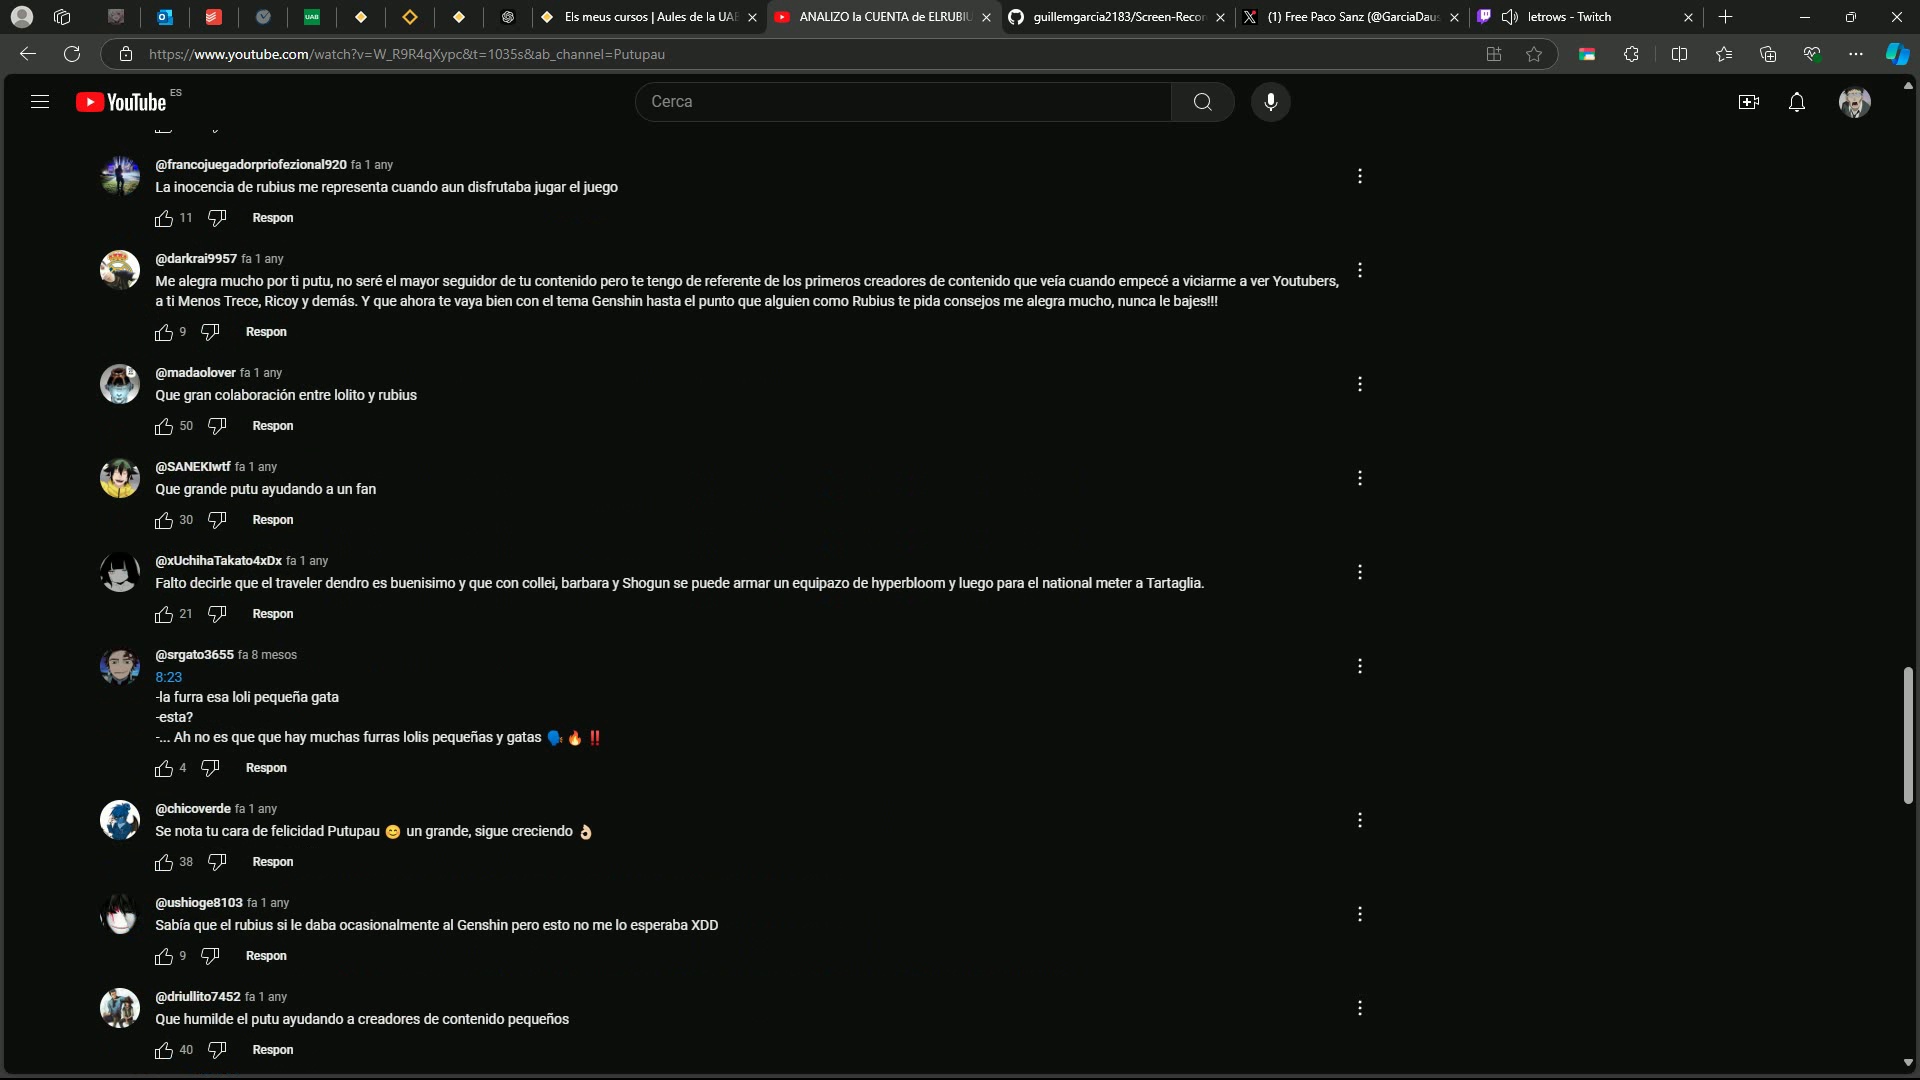 UAB
Els meus cursos | Aules de la UAB
ANALIZO la CUENTA de ELRUBIU
guillemgarcia2183/Screen-Recor
(1) Free Paco Sanz (@GarciaDaus
letrows - Twitch
https://www.youtube.com/watch?v=W_R9R4qXypc&t=1035s&ab_channel=Putupau
YouTube ES
Cerca
@francojuegadorpriofezional920 fa 1 any
La inocencia de rubius me representa cuando aun disfrutaba jugar el juego
11 Respon
@darkrai9957 fa 1 any
Me alegra mucho por ti putu, no seré el mayor seguidor de tu contenido pero te tengo de referente de los primeros creadores de contenido que veía cuando empecé a viciarme a ver Youtubers,
a ti Menos Trece, Ricoy y demás. Y que ahora te vaya bien con el tema Genshin hasta el punto que alguien como Rubius te pida consejos me alegra mucho, nunca le bajes!!!
9 Respon
@madaolover fa 1 any
Que gran colaboración entre lolito y rubius
50 Respon
@SANEKIwtf fa 1 any
Que grande putu ayudando a un fan
30 Respon
@xUchihaTakato4xDx fa 1 any
Falto decirle que el traveler dendro es buenisimo y que con collei, barbara y Shogun se puede armar un equipazo de hyperbloom y luego para el national meter a Tartaglia.
21 Respon
@srgato3655 fa 8 mesos
8:23
-la furra esa loli pequeña gata
-esta?
-... Ah no es que que hay muchas furras lolis pequeñas y gatas 🗣️🔥‼️
4 Respon
@chicoverde fa 1 any
Se nota tu cara de felicidad Putupau 😊 un grande, sigue creciendo 👌🏻
38 Respon
@ushioge8103 fa 1 any
Sabía que el rubius si le daba ocasionalmente al Genshin pero esto no me lo esperaba XDD
9 Respon
@driullito7452 fa 1 any
Que humilde el putu ayudando a creadores de contenido pequeños
40 Respon